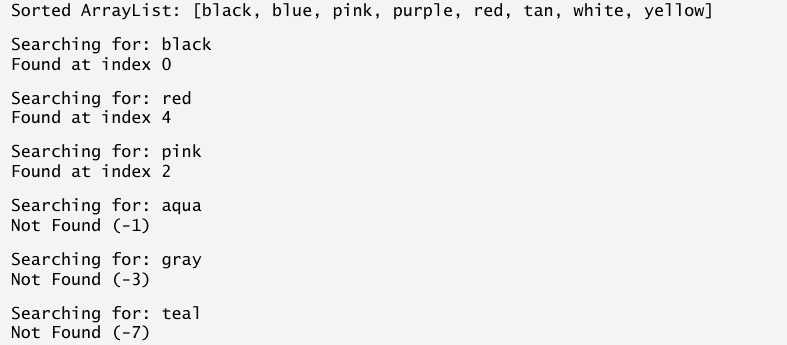 Sorted ArrayList: [black, blue, pink, purple, red, tan, white, yellow]
Searching for: black
Found at index 0
Searching for: red
Found at index 4
Searching for: pink
Found at index 2
Searching for: aqua
Not Found (-1)
Searching for: gray
Not Found (-3)
Searching for: teal
Not Found (-7)